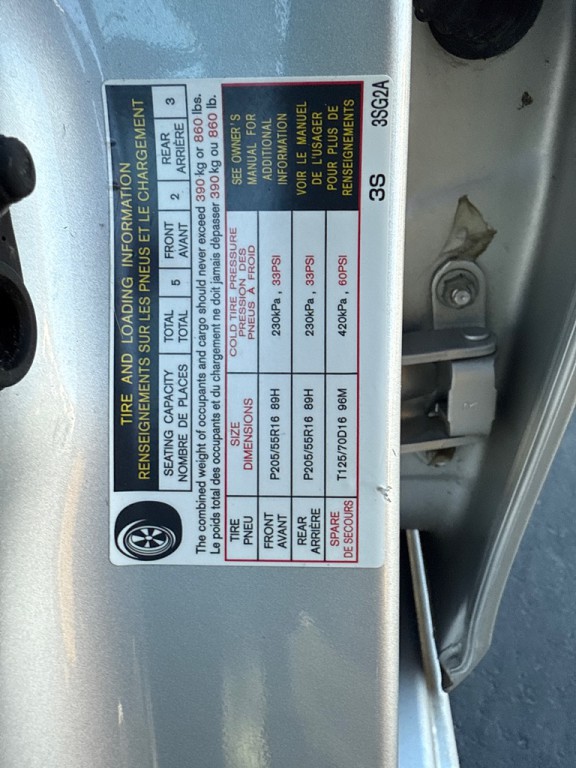 TIRE AND LOADING INFORMATION
RENSEIGNEMENTS SUR LES PNEUS ET LE CHARGEMENT
SEATING CAPACITY TOTAL 5 FRONT 2 REAR 3
NOMBRE DE PLACES TOTAL AVANT ARRIÈRE
The combined weight of occupants and cargo should never exceed 390 kg or 860 lbs.
Le poids total des occupants et du chargement ne doit jamais dépasser 390 kg ou 860 lb.
TIRE
PNEU
SIZE
DIMENSIONS
COLD TIRE PRESSURE
PRESSION DES
PNEUS À FROID
SEE OWNER'S
MANUAL FOR
ADDITIONAL
INFORMATION
VOIR LE MANUEL
DE L'USAGER
POUR PLUS DE
RENSEIGNEMENTS
FRONT
AVANT
P205/55R16 89H
230kPa, 33PSI
REAR
ARRIÈRE
P205/55R16 89H
230kPa, 33PSI
SPARE
DE SECOURS
T125/70D16 96M
420kPa, 60PSI
3S 3SG2A